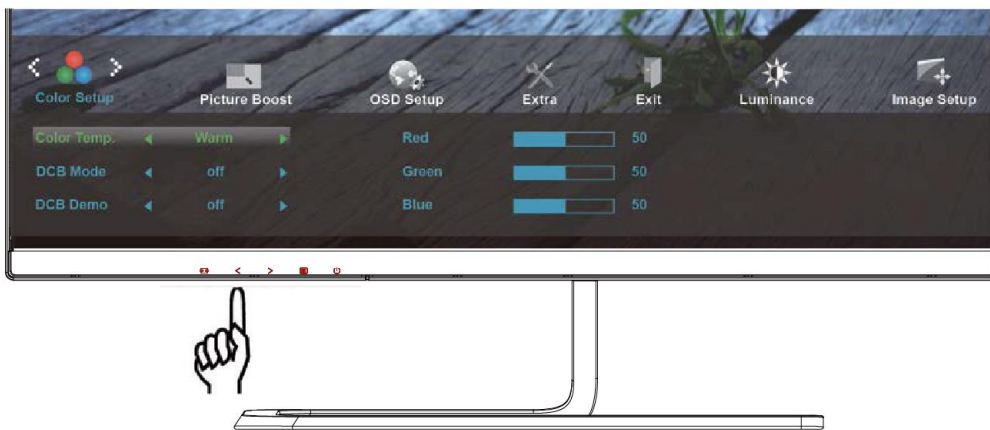 Color Setup Picture Boost OSD Setup Extra Exit Luminance Image Setup
Color Temp. Warm Red 50
DCB Mode off Green 50
DCB Demo off Blue 50